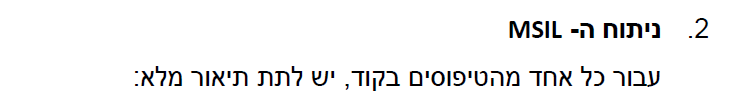 2. ניתוח ה- MSIL
עבור כל אחד מהטיפוסים בקוד, יש לתת תיאור מלא: